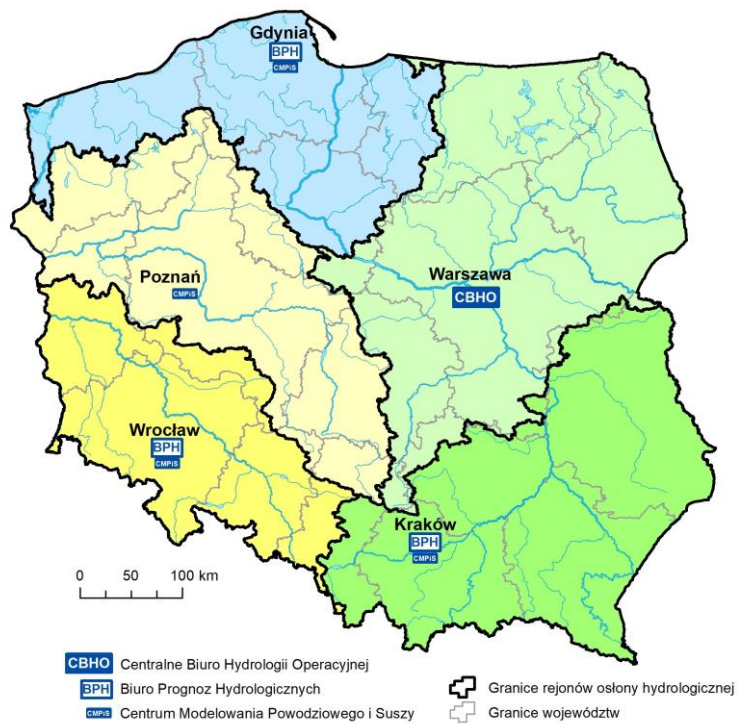 Gdynia
BPH
CMPiS
Warszawa
CBHO
Poznań
CMPiS
Wrocław
BPH
CMPiS
Kraków
BPH
CMPiS
0 50 100 km
CBHO Centralne Biuro Hydrologii Operacyjnej
BPH Biuro Prognoz Hydrologicznych
CMPiS Centrum Modelowania Powodziowego i Suszy
Granice rejonów osłony hydrologicznej
Granice województw